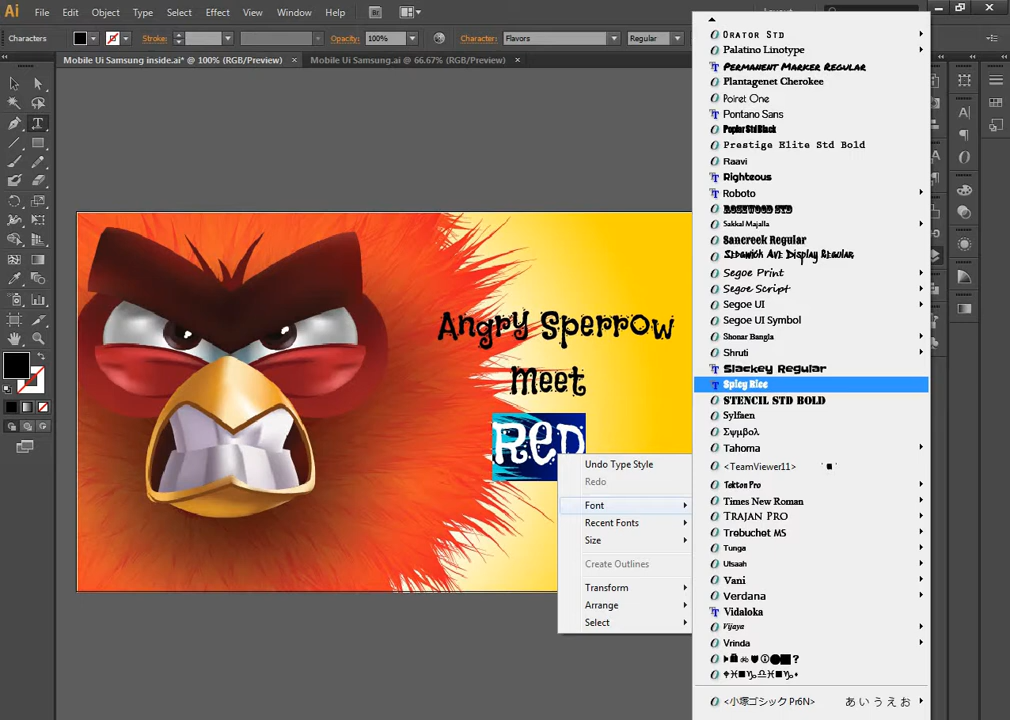 Ai File Edit Object Type Select Effect View Window Help Br
Characters Stroke: Opacity: 100% Character: Flavors Regular
Mobile Ui Samsung inside.ai* @ 100% (RGB/Preview) × Mobile Ui Samsung.ai @ 66.67% (RGB/Preview) ×
Angry Sperrow
Meet
RED
Undo Type Style
Redo
Font
Recent Fonts
Size
Create Outlines
Transform
Arrange
Select
Orator Std
Palatino Linotype
Permanent Marker Regular
Plantagenet Cherokee
Poiret One
Pontano Sans
Poplar Std Black
Prestige Elite Std Bold
Raavi
Righteous
Roboto
Rosewood Std
Sakkal Majalla
Sancreek Regular
Sedgwick Ave Display Regular
Segoe Print
Segoe Script
Segoe UI
Segoe UI Symbol
Shonar Bangla
Shruti
Slackey Regular
Spicy Rice
Stencil Std Bold
Sylfaen
Σψμβολ
Tahoma
<TeamViewer11>
Tekton Pro
Times New Roman
Trajan Pro
Trebuchet MS
Tunga
Utsaah
Vani
Verdana
Vidaloka
Vijaya
Vrinda
<小塚ゴシック Pr6N> あいうえお